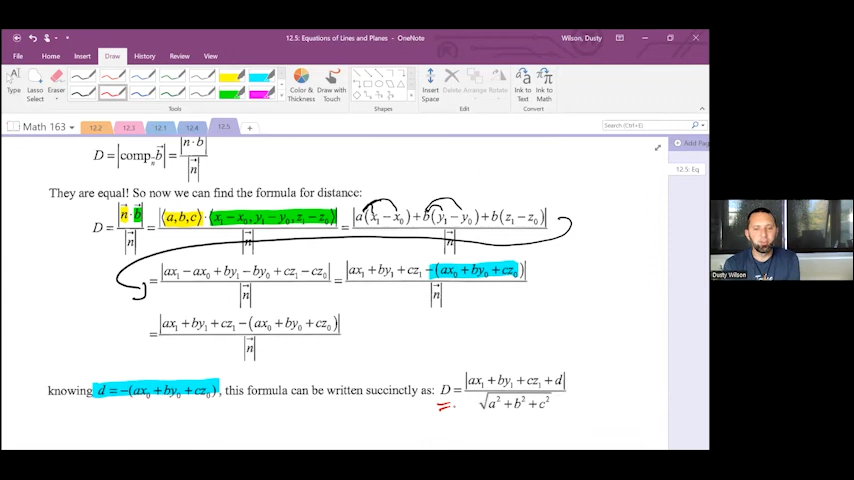 12.5: Equations of Lines and Planes - OneNote
Wilson, Dusty
File Home Insert Draw History Review View
Type Lasso Select Eraser Color & Thickness Draw with Touch Insert Space Delete Arrange Rotate Ink to Text Ink to Math
Tools Shapes Edit Convert
Math 163 12.2 12.3 12.1 12.4 12.5 + Search (Ctrl+E)
Add Pag
12.5: Eq
D = |comp_n⃗ b⃗| = |n · b| / |n⃗|
They are equal! So now we can find the formula for distance:
D = |n⃗ · b⃗| / |n⃗| = |⟨a,b,c⟩ · ⟨x₁ − x₀, y₁ − y₀, z₁ − z₀⟩| / |n⃗| = |a(x₁ − x₀) + b(y₁ − y₀) + b(z₁ − z₀)| / |n⃗|
= |ax₁ − ax₀ + by₁ − by₀ + cz₁ − cz₀| / |n⃗| = |ax₁ + by₁ + cz₁ − (ax₀ + by₀ + cz₀)| / |n⃗|
= |ax₁ + by₁ + cz₁ − (ax₀ + by₀ + cz₀)| / |n⃗|
knowing d = −(ax₀ + by₀ + cz₀), this formula can be written succinctly as: D = |ax₁ + by₁ + cz₁ + d| / √(a² + b² + c²)
Dusty Wilson